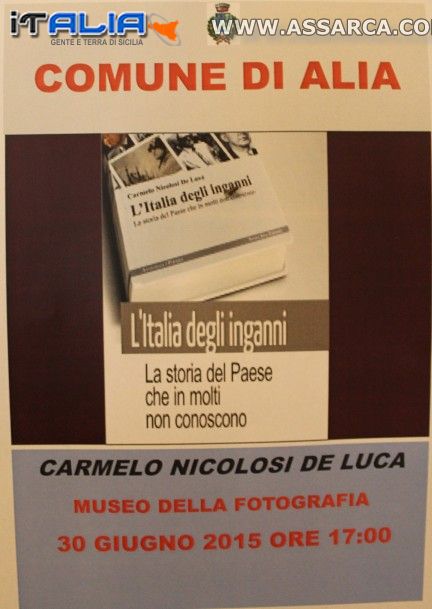 iTALIA
GENTE E TERRA DI SICILIA
WWW.ASSARCA.COM
COMUNE DI ALIA
Carmelo Nicolosi De Luca
L'Italia degli inganni
La storia del Paese che in molti non conoscono
L'Italia degli inganni
La storia del Paese
che in molti
non conoscono
CARMELO NICOLOSI DE LUCA
MUSEO DELLA FOTOGRAFIA
30 GIUGNO 2015 ORE 17:00